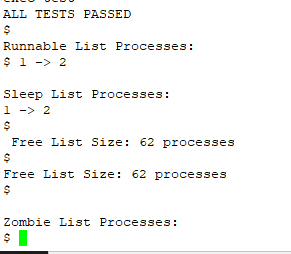 ALL TESTS PASSED
$
Runnable List Processes:
$ 1 -> 2
Sleep List Processes:
1 -> 2
$
Free List Size: 62 processes
$
Free List Size: 62 processes
$
Zombie List Processes:
$